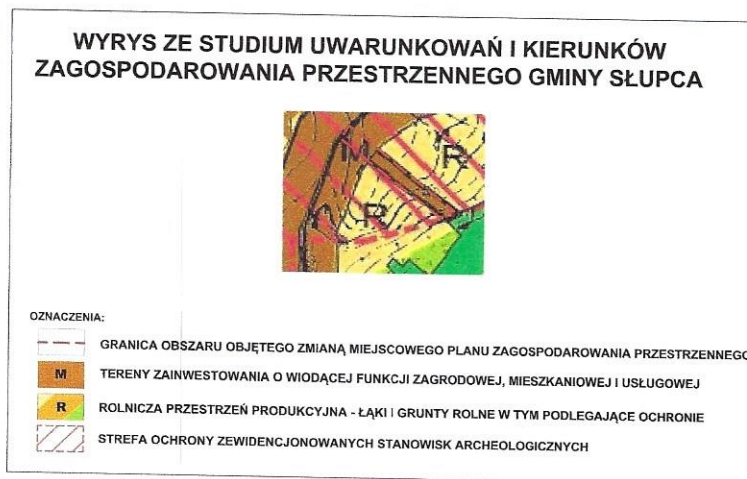 WYRYS ZE STUDIUM UWARUNKOWAŃ I KIERUNKÓW
ZAGOSPODAROWANIA PRZESTRZENNEGO GMINY SŁUPCA
M
R
R
OZNACZENIA:
GRANICA OBSZARU OBJĘTEGO ZMIANĄ MIEJSCOWEGO PLANU ZAGOSPODAROWANIA PRZESTRZENNEGO
M TERENY ZAINWESTOWANIA O WIODĄCEJ FUNKCJI ZAGRODOWEJ, MIESZKANIOWEJ I USŁUGOWEJ
R ROLNICZA PRZESTRZEŃ PRODUKCYJNA - ŁĄKI I GRUNTY ROLNE W TYM PODLEGAJĄCE OCHRONIE
STREFA OCHRONY ZEWIDENCJONOWANYCH STANOWISK ARCHEOLOGICZNYCH